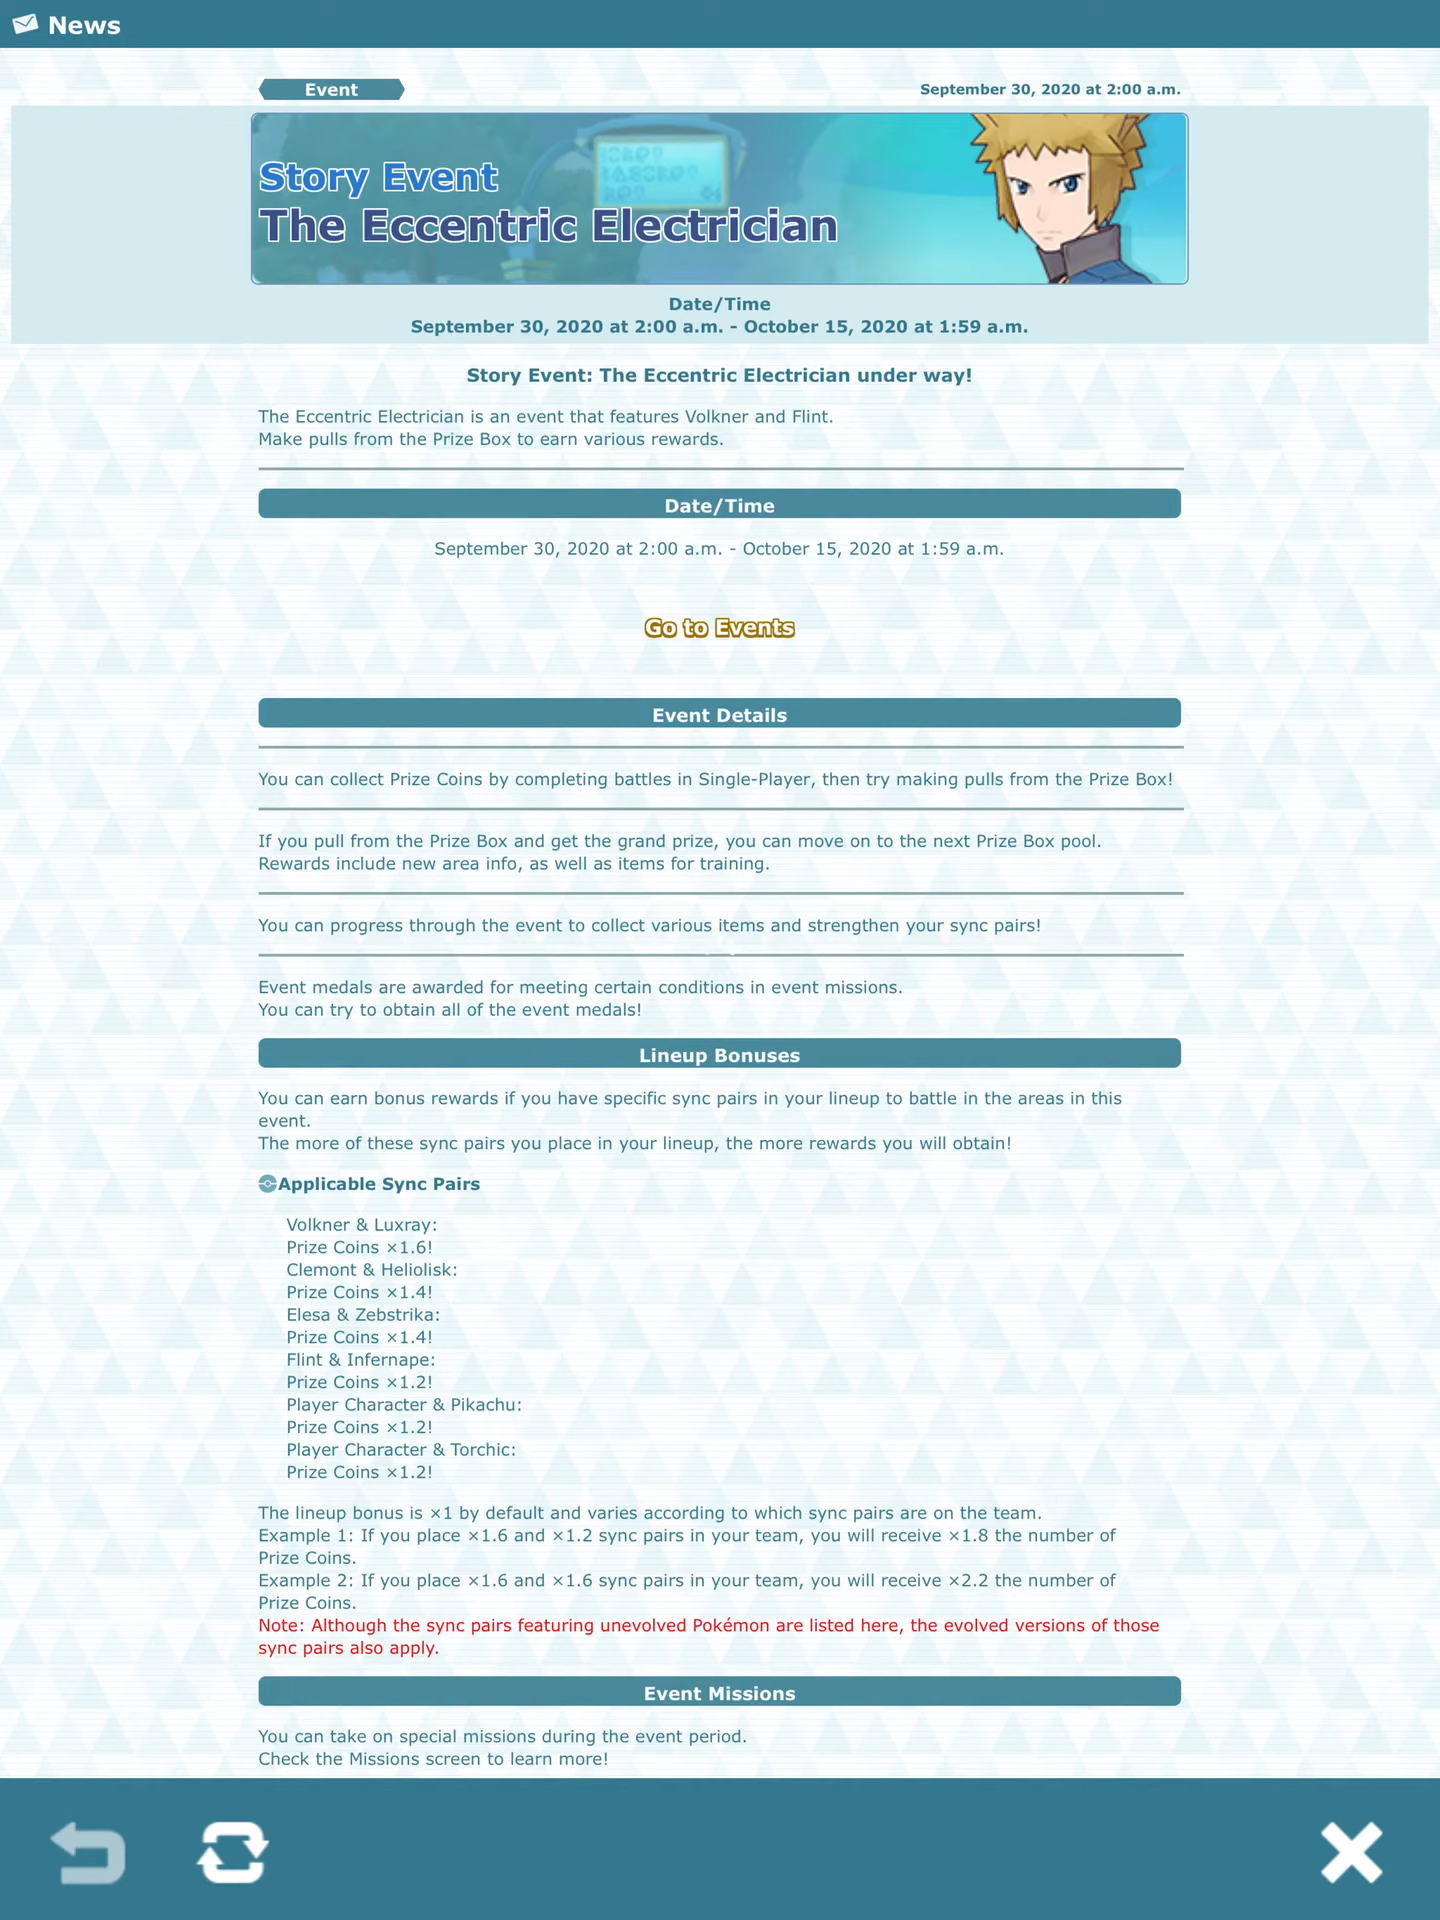 News
Event
September 30, 2020 at 2:00 a.m.
Story Event
The Eccentric Electrician
Date/Time
September 30, 2020 at 2:00 a.m. - October 15, 2020 at 1:59 a.m.
Story Event: The Eccentric Electrician under way!
The Eccentric Electrician is an event that features Volkner and Flint.
Make pulls from the Prize Box to earn various rewards.
Date/Time
September 30, 2020 at 2:00 a.m. - October 15, 2020 at 1:59 a.m.
Go to Events
Event Details
You can collect Prize Coins by completing battles in Single-Player, then try making pulls from the Prize Box!
If you pull from the Prize Box and get the grand prize, you can move on to the next Prize Box pool.
Rewards include new area info, as well as items for training.
You can progress through the event to collect various items and strengthen your sync pairs!
Event medals are awarded for meeting certain conditions in event missions.
You can try to obtain all of the event medals!
Lineup Bonuses
You can earn bonus rewards if you have specific sync pairs in your lineup to battle in the areas in this
event.
The more of these sync pairs you place in your lineup, the more rewards you will obtain!
Applicable Sync Pairs
Volkner & Luxray:
Prize Coins ×1.6!
Clemont & Heliolisk:
Prize Coins ×1.4!
Elesa & Zebstrika:
Prize Coins ×1.4!
Flint & Infernape:
Prize Coins ×1.2!
Player Character & Pikachu:
Prize Coins ×1.2!
Player Character & Torchic:
Prize Coins ×1.2!
The lineup bonus is ×1 by default and varies according to which sync pairs are on the team.
Example 1: If you place ×1.6 and ×1.2 sync pairs in your team, you will receive ×1.8 the number of
Prize Coins.
Example 2: If you place ×1.6 and ×1.6 sync pairs in your team, you will receive ×2.2 the number of
Prize Coins.
Note: Although the sync pairs featuring unevolved Pokémon are listed here, the evolved versions of those
sync pairs also apply.
Event Missions
You can take on special missions during the event period.
Check the Missions screen to learn more!